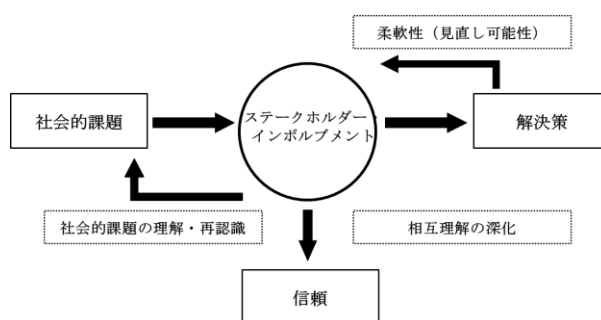 柔軟性（見直し可能性）
社会的課題
ステークホルダー・
インボルブメント
解決策
社会的課題の理解・再認識
相互理解の深化
信頼